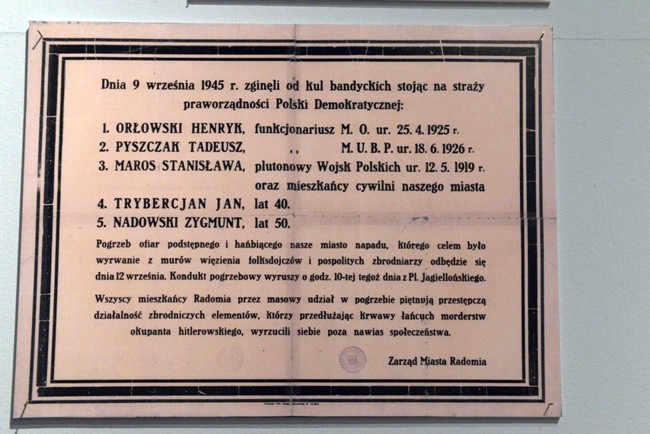 Dnia 9 września 1945 r. zginęli od kul bandyckich stojąc na straży
praworządności Polski Demokratycznej:
1. ORŁOWSKI HENRYK, funkcjonariusz M. O. ur. 25. 4. 1925 r.
2. PYSZCZAK TADEUSZ, ,, M. U. B. P. ur. 18. 6. 1926 r.
3. MAROS STANISŁAWA, plutonowy Wojsk Polskich ur. 12. 5. 1919 r.
oraz mieszkańcy cywilni naszego miasta
4. TRYBERCJAN JAN, lat 40.
5. NADOWSKI ZYGMUNT, lat 50.
Pogrzeb ofiar podstępnego i hańbiącego nasze miasto napadu, którego celem było
wyrwanie z murów więzienia folksdojczów i pospolitych zbrodniarzy odbędzie się
dnia 12 września. Kondukt pogrzebowy wyruszy o godz. 10-tej tegoż dnia z Pl. Jagiellońskiego.
Wszyscy mieszkańcy Radomia przez masowy udział w pogrzebie piętnują przestępczą
działalność zbrodniczych elementów, którzy przedłużając krwawy łańcuch morderstw
okupanta hitlerowskiego, wyrzucili siebie poza nawias społeczeństwa.
Zarząd Miasta Radomia